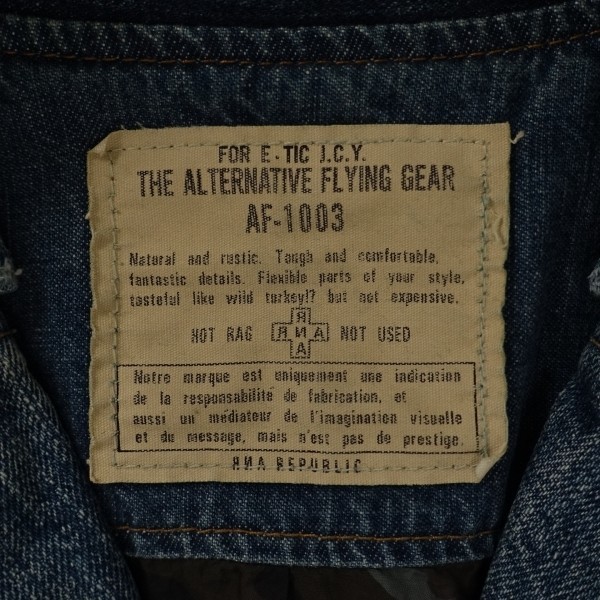 FOR E-TIC J.C.Y.
THE ALTERNATIVE FLYING GEAR
AF-1003
Natural and rustic. Tough and comfortable,
fantastic details. Flexible parts of your style,
tasteful like wild turkey!? but not expensive.
HOT RAG ЯИA NOT USED
Я
A
Notre marque est uniquement une indication
de la responsabilité de fabrication, et
aussi un médiateur de l'imagination visuelle
et du message, mais n'est pas de prestige.
ЯИA REPUBLIC